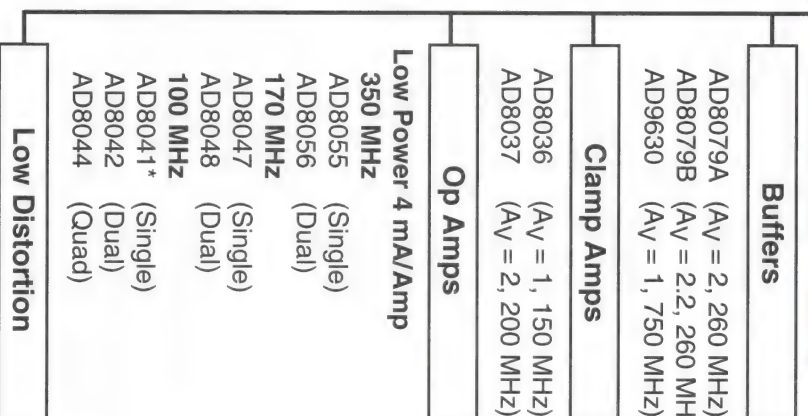 Buffers
AD8079A (AV = 2, 260 MHz)
AD8079B (AV = 2.2, 260 MH
AD9630 (AV = 1, 750 MHz)
Clamp Amps
AD8036 (AV = 1, 150 MHz)
AD8037 (AV = 2, 200 MHz)
Op Amps
Low Power 4 mA/Amp
350 MHz
AD8055 (Single)
AD8056 (Dual)
170 MHz
AD8047 (Single)
AD8048 (Dual)
100 MHz
AD8041* (Single)
AD8042 (Dual)
AD8044 (Quad)
Low Distortion